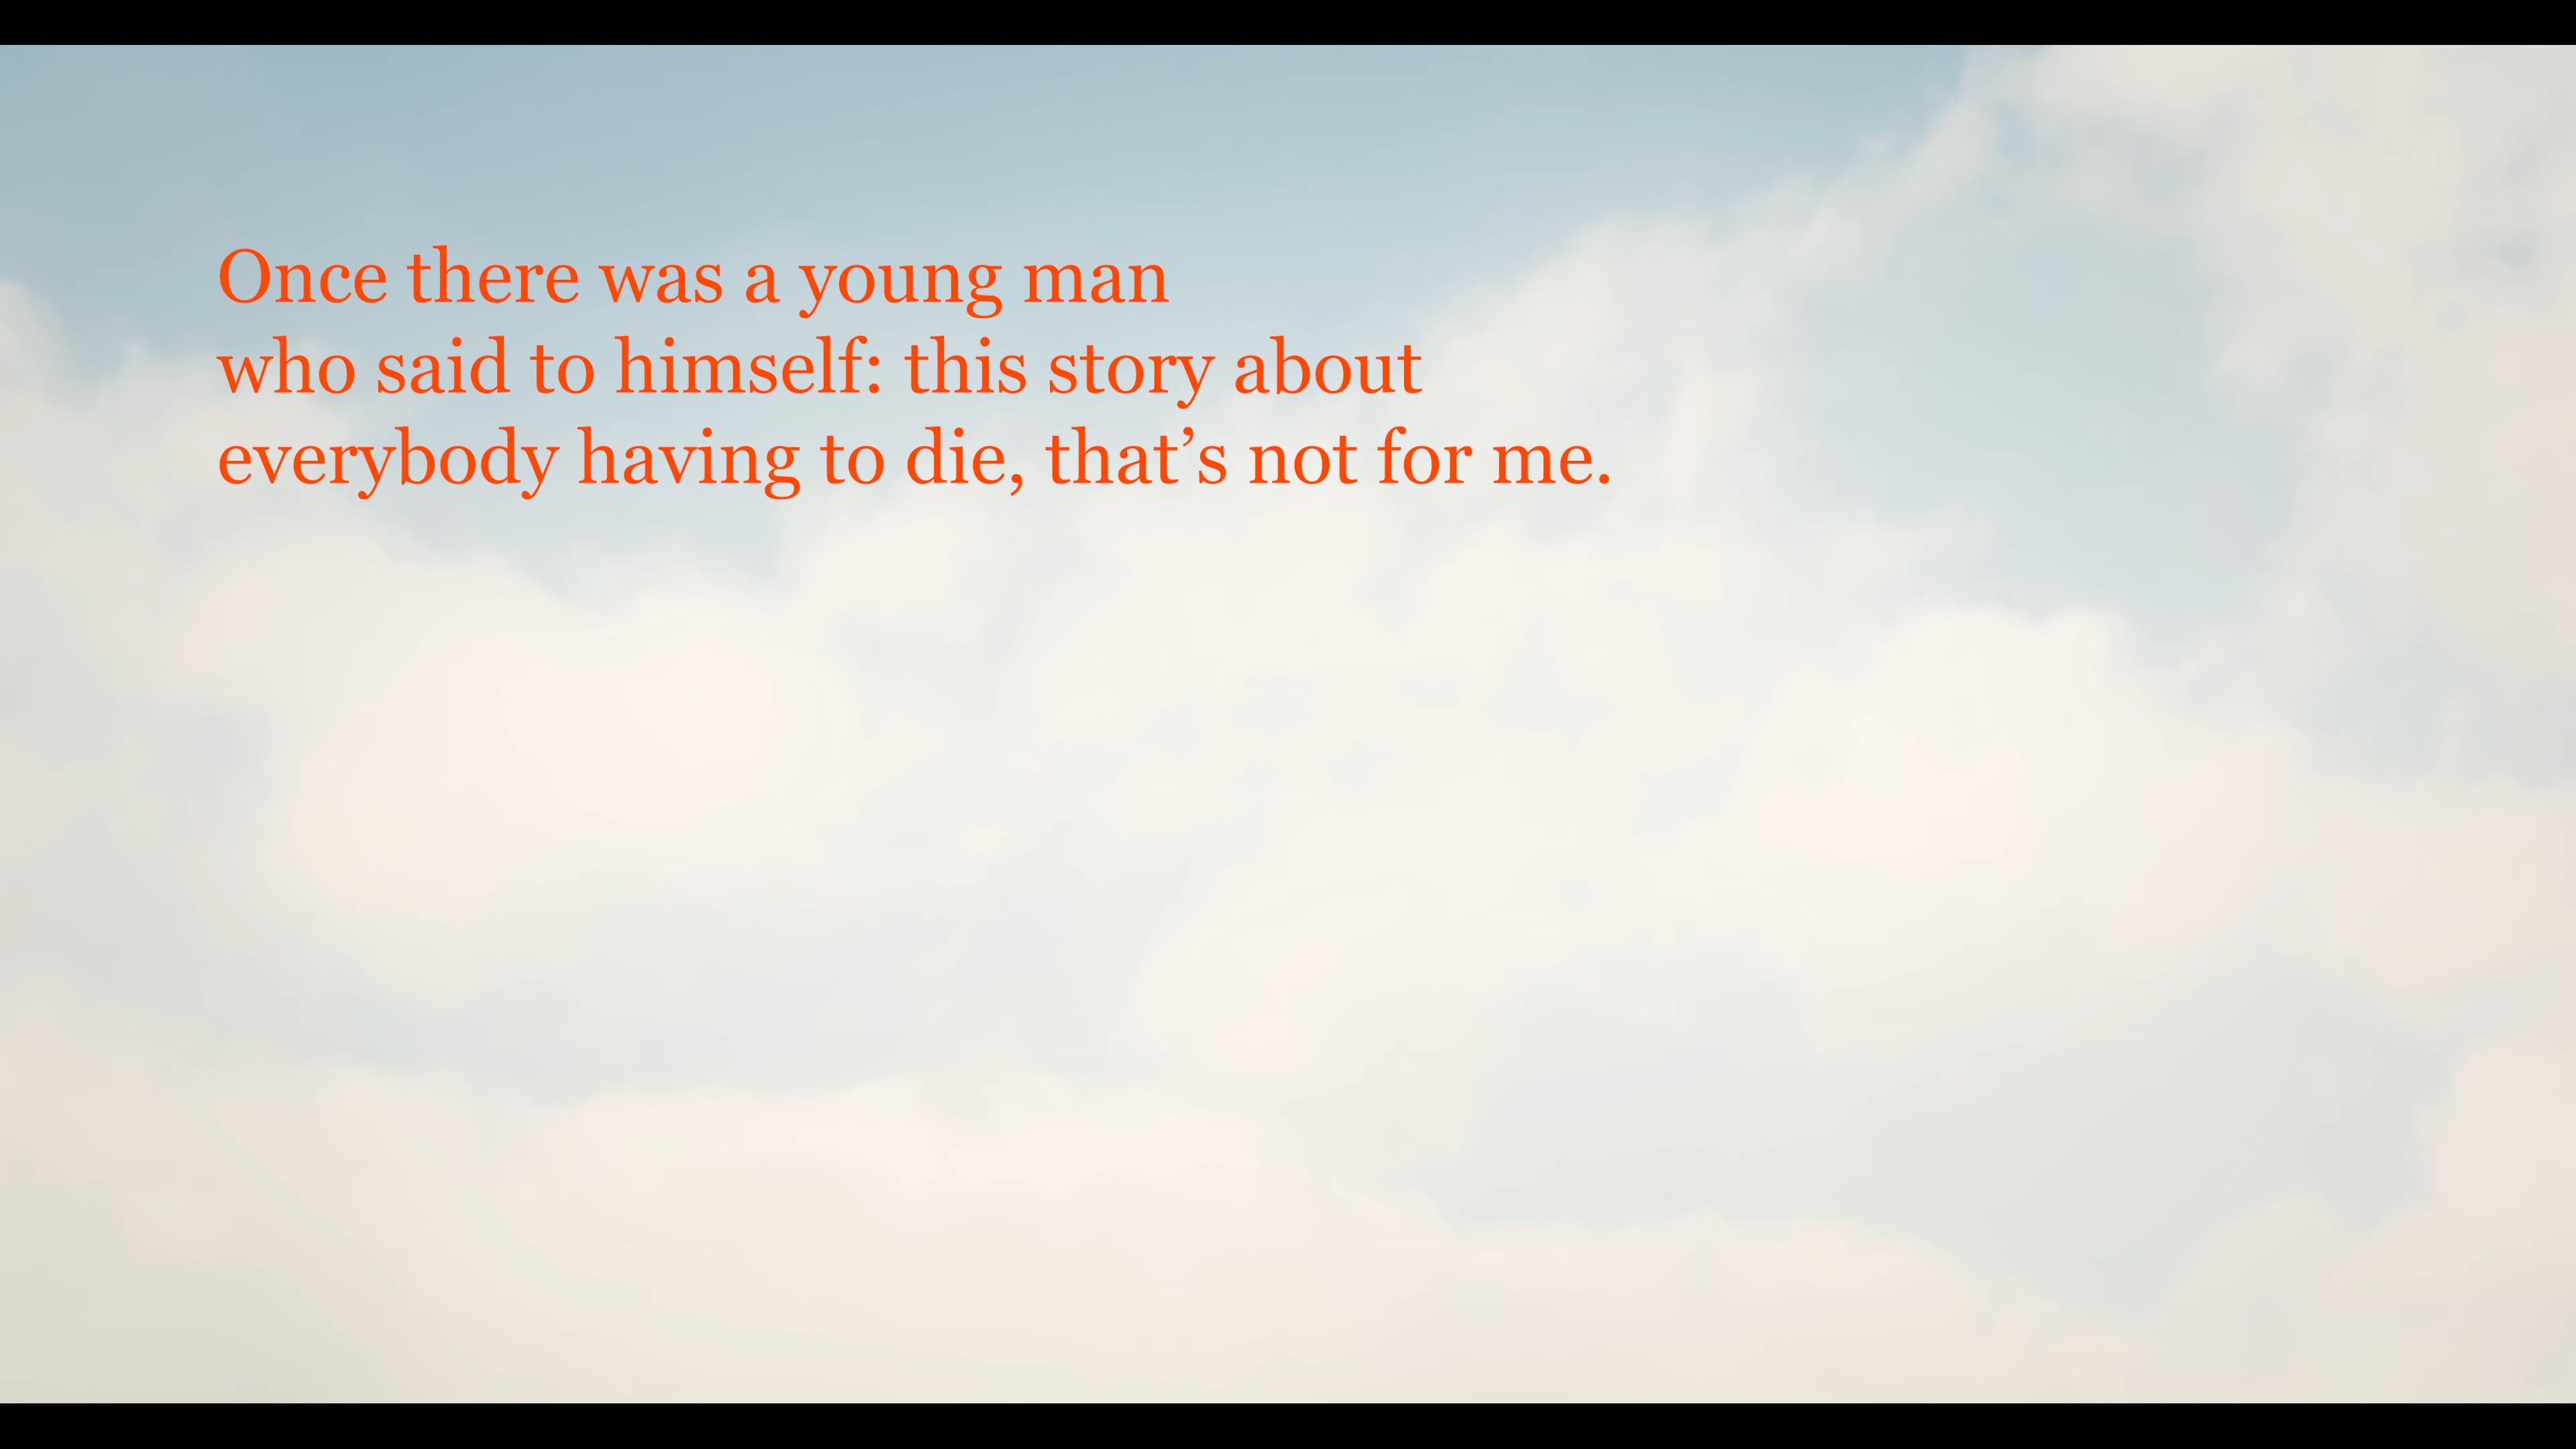 Once there was a young man
who said to himself: this story about
everybody having to die, that’s not for me.